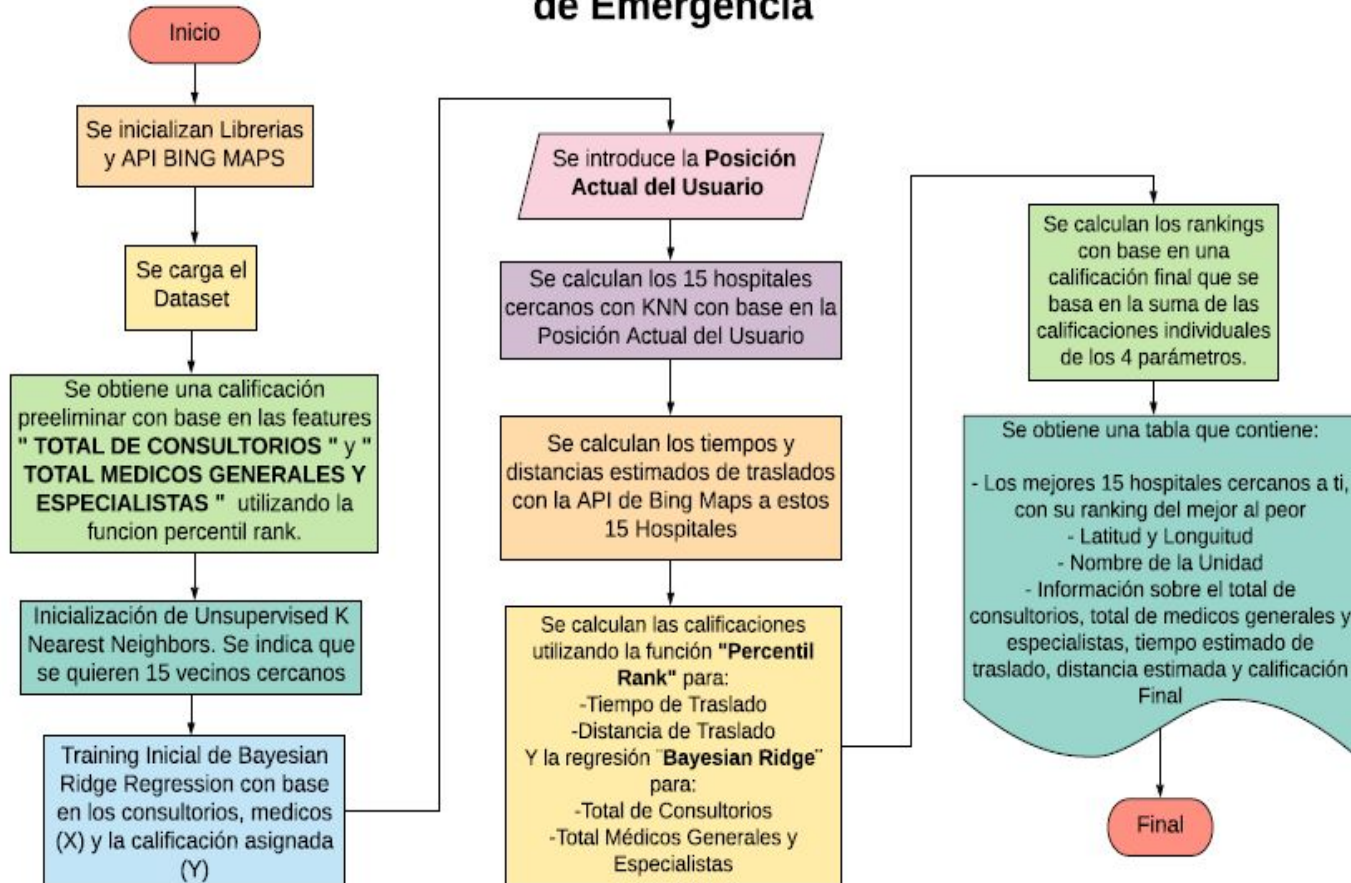 de Emergencia
Inicio
Se inicializan Librerias
y API BING MAPS
Se carga el
Dataset
Se obtiene una calificación
preeliminar con base en las features
" TOTAL DE CONSULTORIOS " y "
TOTAL MEDICOS GENERALES Y
ESPECIALISTAS " utilizando la
funcion percentil rank.
Inicialización de Unsupervised K
Nearest Neighbors. Se indica que
se quieren 15 vecinos cercanos
Training Inicial de Bayesian
Ridge Regression con base
en los consultorios, medicos
(X) y la calificación asignada
(Y)
Se introduce la Posición
Actual del Usuario
Se calculan los 15 hospitales
cercanos con KNN con base en la
Posición Actual del Usuario
Se calculan los tiempos y
distancias estimados de traslados
con la API de Bing Maps a estos
15 Hospitales
Se calculan las calificaciones
utilizando la función "Percentil
Rank" para:
-Tiempo de Traslado
-Distancia de Traslado
Y la regresión ¨Bayesian Ridge¨
para:
-Total de Consultorios
-Total Médicos Generales y
Especialistas
Se calculan los rankings
con base en una
calificación final que se
basa en la suma de las
calificaciones individuales
de los 4 parámetros.
Se obtiene una tabla que contiene:
- Los mejores 15 hospitales cercanos a ti,
con su ranking del mejor al peor
- Latitud y Longuitud
- Nombre de la Unidad
- Información sobre el total de
consultorios, total de medicos generales y
especialistas, tiempo estimado de
traslado, distancia estimada y calificación
Final
Final